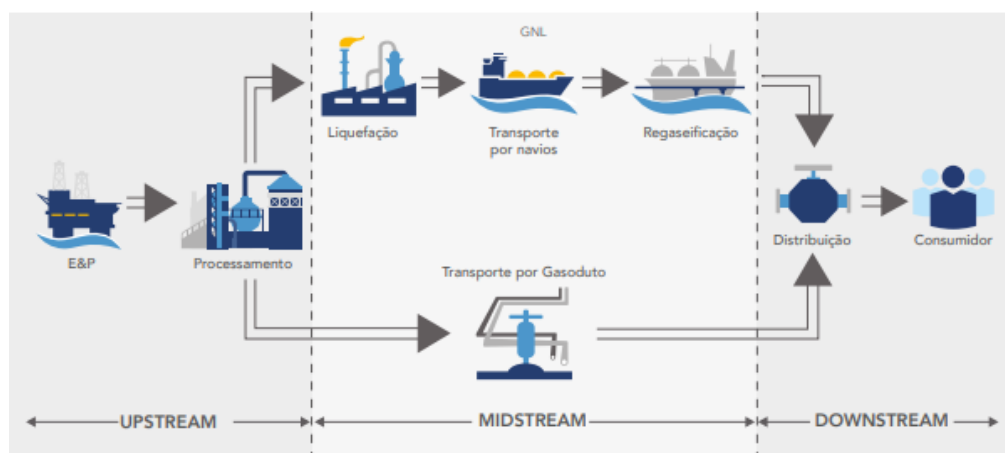 GNL
Liquefação
Transporte
por navios
Regaseificação
E&P
Processamento
Transporte por Gasoduto
Distribuição
Consumidor
UPSTREAM
MIDSTREAM
DOWNSTREAM